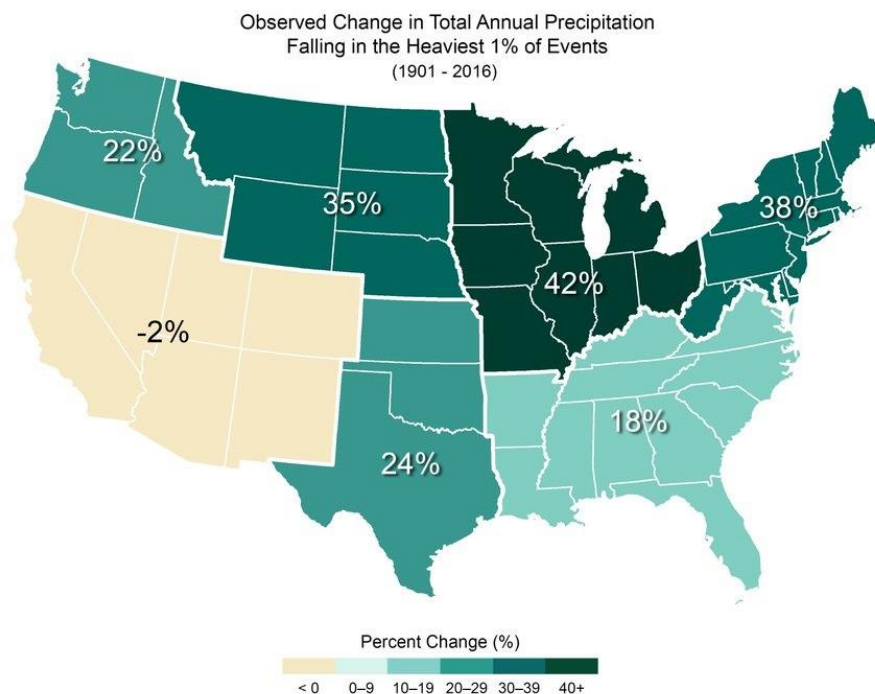 Observed Change in Total Annual Precipitation
Falling in the Heaviest 1% of Events
(1901 - 2016)
22%
35%
38%
42%
-2%
18%
24%
Percent Change (%)
< 0 0–9 10–19 20–29 30–39 40+